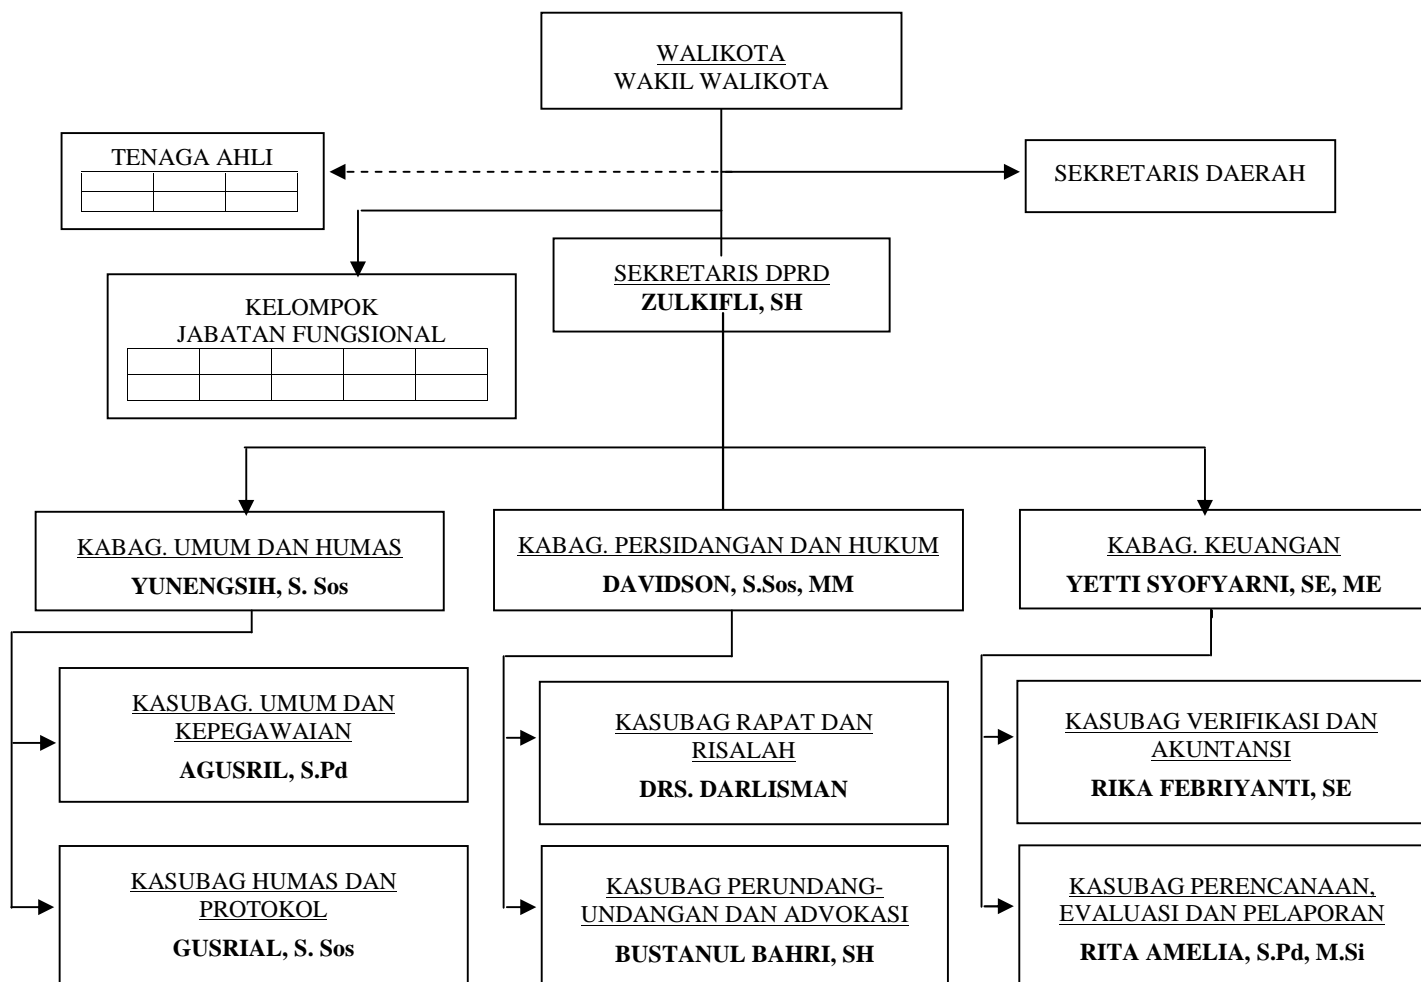 WALIKOTA
WAKIL WALIKOTA
TENAGA AHLI
SEKRETARIS DAERAH
SEKRETARIS DPRD
ZULKIFLI, SH
KELOMPOK
JABATAN FUNGSIONAL
KABAG. UMUM DAN HUMAS
YUNENGSIH, S. Sos
KABAG. PERSIDANGAN DAN HUKUM
DAVIDSON, S.Sos, MM
KABAG. KEUANGAN
YETTI SYOFYARNI, SE, ME
KASUBAG. UMUM DAN
KEPEGAWAIAN
AGUSRIL, S.Pd
KASUBAG RAPAT DAN
RISALAH
DRS. DARLISMAN
KASUBAG VERIFIKASI DAN
AKUNTANSI
RIKA FEBRIYANTI, SE
KASUBAG HUMAS DAN
PROTOKOL
GUSRIAL, S. Sos
KASUBAG PERUNDANG-
UNDANGAN DAN ADVOKASI
BUSTANUL BAHRI, SH
KASUBAG PERENCANAAN,
EVALUASI DAN PELAPORAN
RITA AMELIA, S.Pd, M.Si